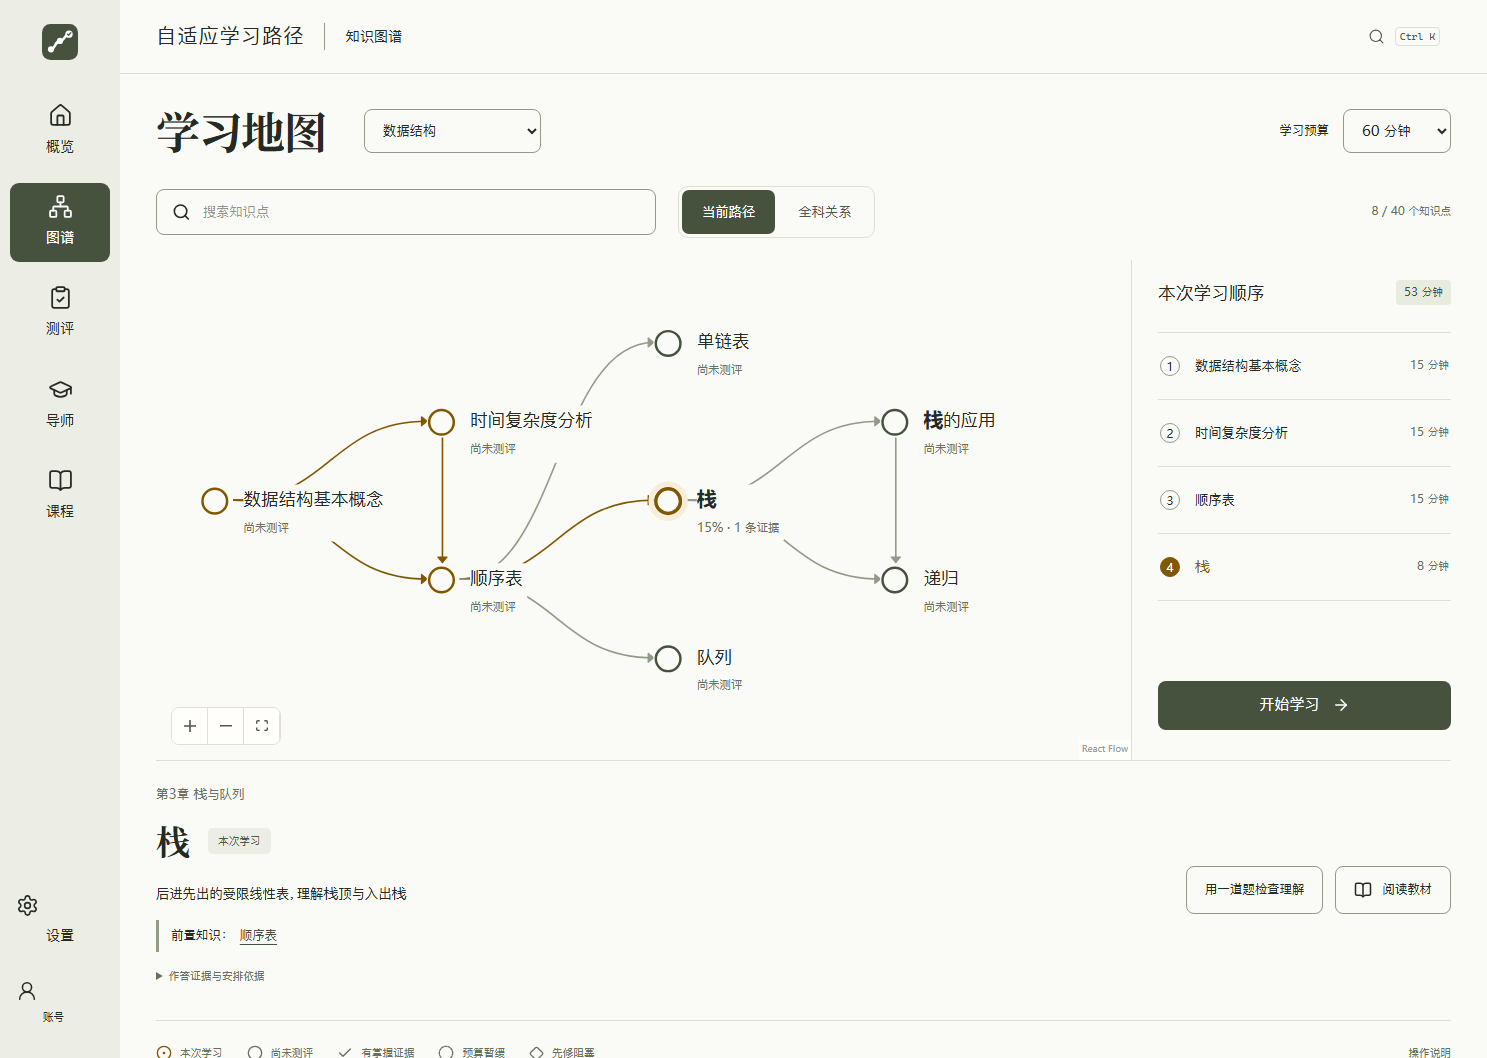 自适应学习路径
知识图谱
Ctrl K
概览
图谱
测评
导师
课程
设置
账号
学习地图
数据结构
学习预算
60 分钟
搜索知识点
当前路径
全科关系
8 / 40 个知识点
单链表
尚未测评
时间复杂度分析
尚未测评
栈的应用
尚未测评
数据结构基本概念
尚未测评
栈
15% · 1 条证据
顺序表
尚未测评
递归
尚未测评
队列
尚未测评
React Flow
本次学习顺序
53 分钟
1 数据结构基本概念 15 分钟
2 时间复杂度分析 15 分钟
3 顺序表 15 分钟
4 栈 8 分钟
开始学习
第3章 栈与队列
栈
本次学习
后进先出的受限线性表, 理解栈顶与入出栈
前置知识： 顺序表
作答证据与安排依据
用一道题检查理解
阅读教材
本次学习
尚未测评
有掌握证据
预算暂缓
先修阻塞
操作说明